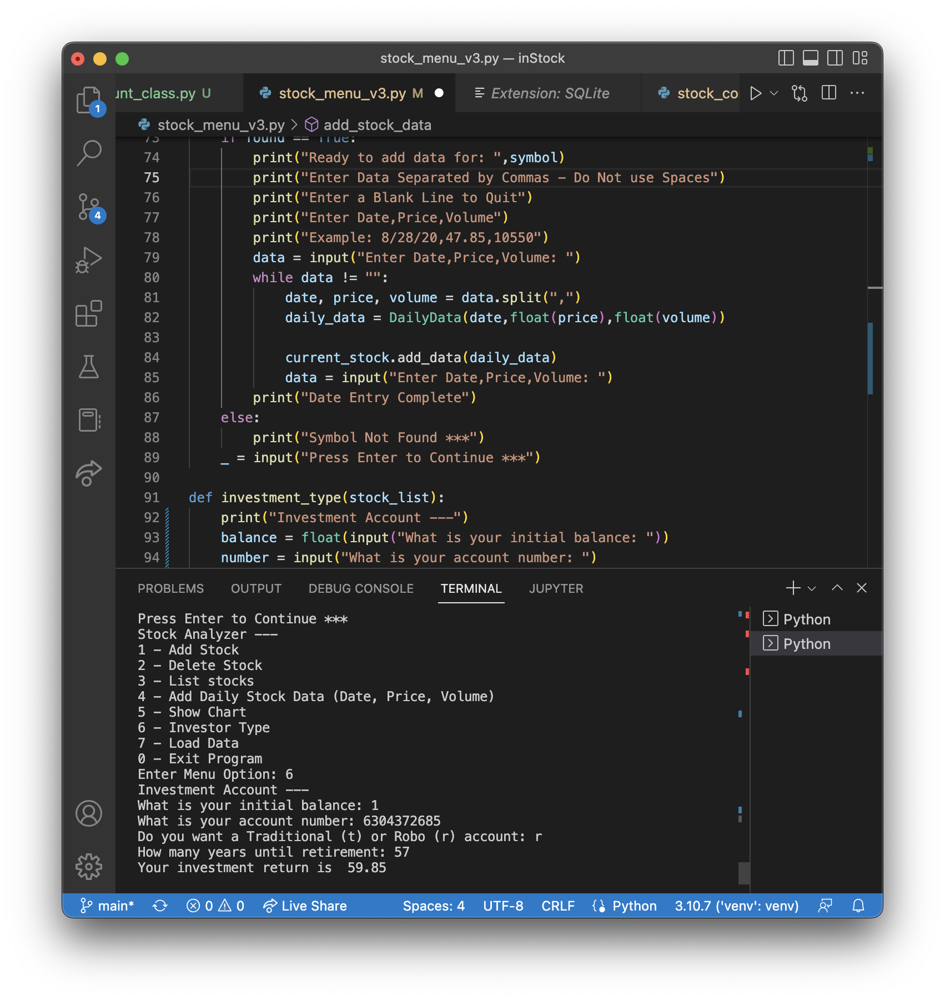 stock_menu_v3.py — inStock
unt_class.py U
stock_menu_v3.py M
Extension: SQLite
stock_co
stock_menu_v3.py > add_stock_data
1
4
73 if found == True:
74 print("Ready to add data for: ",symbol)
75 print("Enter Data Separated by Commas - Do Not use Spaces")
76 print("Enter a Blank Line to Quit")
77 print("Enter Date,Price,Volume")
78 print("Example: 8/28/20,47.85,10550")
79 data = input("Enter Date,Price,Volume: ")
80 while data != "":
81 date, price, volume = data.split(",")
82 daily_data = DailyData(date,float(price),float(volume))
83
84 current_stock.add_data(daily_data)
85 data = input("Enter Date,Price,Volume: ")
86 print("Date Entry Complete")
87 else:
88 print("Symbol Not Found ***")
89 _ = input("Press Enter to Continue ***")
90
91 def investment_type(stock_list):
92 print("Investment Account ---")
93 balance = float(input("What is your initial balance: "))
94 number = input("What is your account number: ")
PROBLEMS OUTPUT DEBUG CONSOLE TERMINAL JUPYTER
Press Enter to Continue ***
Stock Analyzer ---
1 - Add Stock
2 - Delete Stock
3 - List stocks
4 - Add Daily Stock Data (Date, Price, Volume)
5 - Show Chart
6 - Investor Type
7 - Load Data
0 - Exit Program
Enter Menu Option: 6
Investment Account ---
What is your initial balance: 1
What is your account number: 6304372685
Do you want a Traditional (t) or Robo (r) account: r
How many years until retirement: 57
Your investment return is  59.85
Python
Python
main* 0 0 Live Share Spaces: 4 UTF-8 CRLF Python 3.10.7 ('venv': venv)